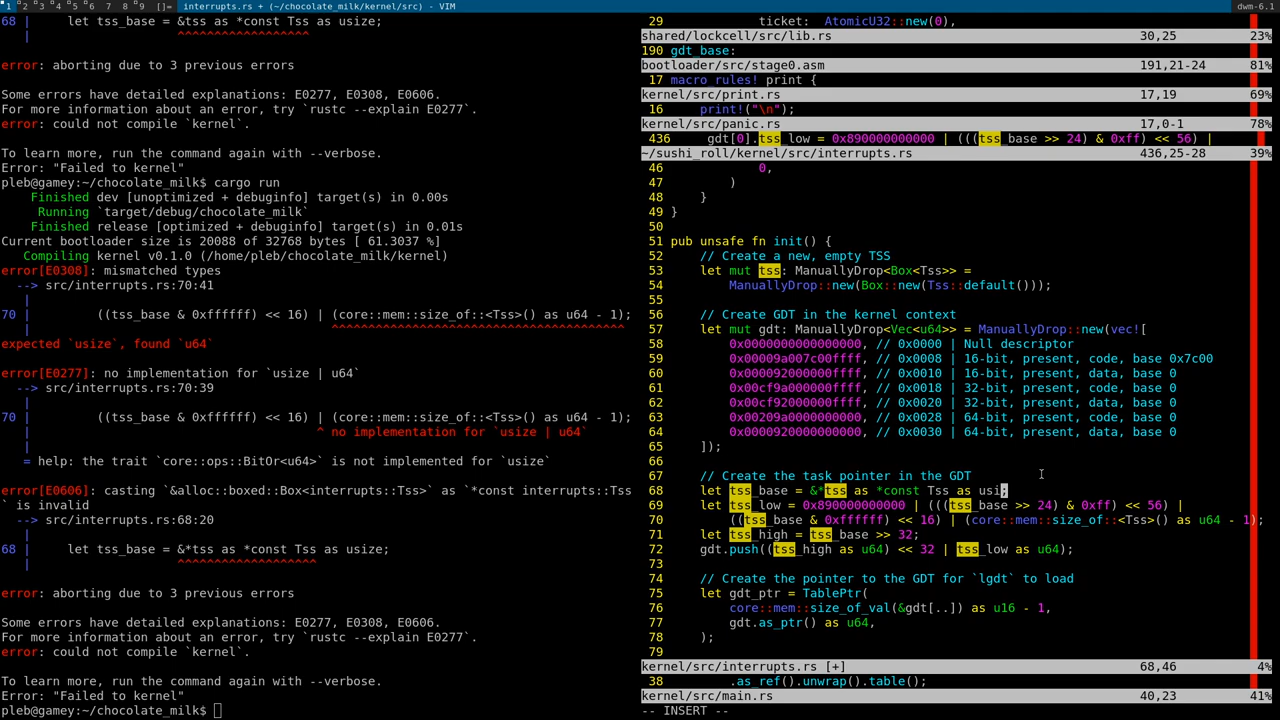 1 2 3 4 5 6 7 8 9 []= interrupts.rs + (~/chocolate_milk/kernel/src) - VIM dwm-6.1
68 |     let tss_base = &tss as *const Tss as usize;
   |                    ^^^^^^^^^^^^^^^^^^
error: aborting due to 3 previous errors
Some errors have detailed explanations: E0277, E0308, E0606.
For more information about an error, try `rustc --explain E0277`.
error: could not compile `kernel`.
To learn more, run the command again with --verbose.
Error: "Failed to kernel"
pleb@gamey:~/chocolate_milk$ cargo run
    Finished dev [unoptimized + debuginfo] target(s) in 0.00s
     Running `target/debug/chocolate_milk`
    Finished release [optimized + debuginfo] target(s) in 0.01s
Current bootloader size is 20088 of 32768 bytes [ 61.3037 %]
   Compiling kernel v0.1.0 (/home/pleb/chocolate_milk/kernel)
error[E0308]: mismatched types
  --> src/interrupts.rs:70:41
   |
70 |         ((tss_base & 0xffffff) << 16) | (core::mem::size_of::<Tss>() as u64 - 1);
   |                                         ^^^^^^^^^^^^^^^^^^^^^^^^^^^^^^^^^^^^^^^^
expected `usize`, found `u64`
error[E0277]: no implementation for `usize | u64`
  --> src/interrupts.rs:70:39
   |
70 |         ((tss_base & 0xffffff) << 16) | (core::mem::size_of::<Tss>() as u64 - 1);
   |                                       ^ no implementation for `usize | u64`
   |
   = help: the trait `core::ops::BitOr<u64>` is not implemented for `usize`
error[E0606]: casting `&alloc::boxed::Box<interrupts::Tss>` as `*const interrupts::Tss
` is invalid
  --> src/interrupts.rs:68:20
   |
68 |     let tss_base = &*tss as *const Tss as usize;
   |                    ^^^^^^^^^^^^^^^^^^^
error: aborting due to 3 previous errors
Some errors have detailed explanations: E0277, E0308, E0606.
For more information about an error, try `rustc --explain E0277`.
error: could not compile `kernel`.
To learn more, run the command again with --verbose.
Error: "Failed to kernel"
pleb@gamey:~/chocolate_milk$
29             ticket:  AtomicU32::new(0),
shared/lockcell/src/lib.rs 30,25 23%
190 gdt_base:
bootloader/src/stage0.asm 191,21-24 81%
17 macro_rules! print {
kernel/src/print.rs 17,19 69%
16     print!("\n");
kernel/src/panic.rs 17,0-1 78%
436     gdt[0].tss_low = 0x890000000000 | (((tss_base >> 24) & 0xff) << 56) |
~/sushi_roll/kernel/src/interrupts.rs 436,25-28 39%
46             0,
47         )
48     }
49 }
50
51 pub unsafe fn init() {
52     // Create a new, empty TSS
53     let mut tss: ManuallyDrop<Box<Tss>> =
54         ManuallyDrop::new(Box::new(Tss::default()));
55
56     // Create GDT in the kernel context
57     let mut gdt: ManuallyDrop<Vec<u64>> = ManuallyDrop::new(vec![
58         0x0000000000000000, // 0x0000 | Null descriptor
59         0x00009a007c00ffff, // 0x0008 | 16-bit, present, code, base 0x7c00
60         0x000092000000ffff, // 0x0010 | 16-bit, present, data, base 0
61         0x00cf9a000000ffff, // 0x0018 | 32-bit, present, code, base 0
62         0x00cf92000000ffff, // 0x0020 | 32-bit, present, data, base 0
63         0x00209a0000000000, // 0x0028 | 64-bit, present, code, base 0
64         0x0000920000000000, // 0x0030 | 64-bit, present, data, base 0
65     ]);
66
67     // Create the task pointer in the GDT
68     let tss_base = &*tss as *const Tss as usi;
69     let tss_low = 0x890000000000 | (((tss_base >> 24) & 0xff) << 56) |
70         ((tss_base & 0xffffff) << 16) | (core::mem::size_of::<Tss>() as u64 - 1);
71     let tss_high = tss_base >> 32;
72     gdt.push((tss_high as u64) << 32 | tss_low as u64);
73
74     // Create the pointer to the GDT for `lgdt` to load
75     let gdt_ptr = TablePtr(
76         core::mem::size_of_val(&gdt[..]) as u16 - 1,
77         gdt.as_ptr() as u64,
78     );
79
kernel/src/interrupts.rs [+] 68,46 4%
38         .as_ref().unwrap().table();
kernel/src/main.rs 40,23 41%
-- INSERT --